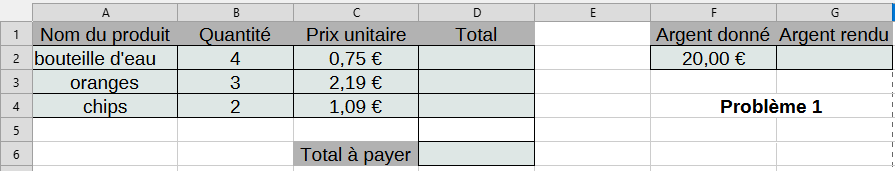 A B C D E F G
1 Nom du produit Quantité Prix unitaire Total Argent donné Argent rendu
2 bouteille d'eau 4 0,75 € 20,00 €
3 oranges 3 2,19 €
4 chips 2 1,09 € Problème 1
5
6 Total à payer